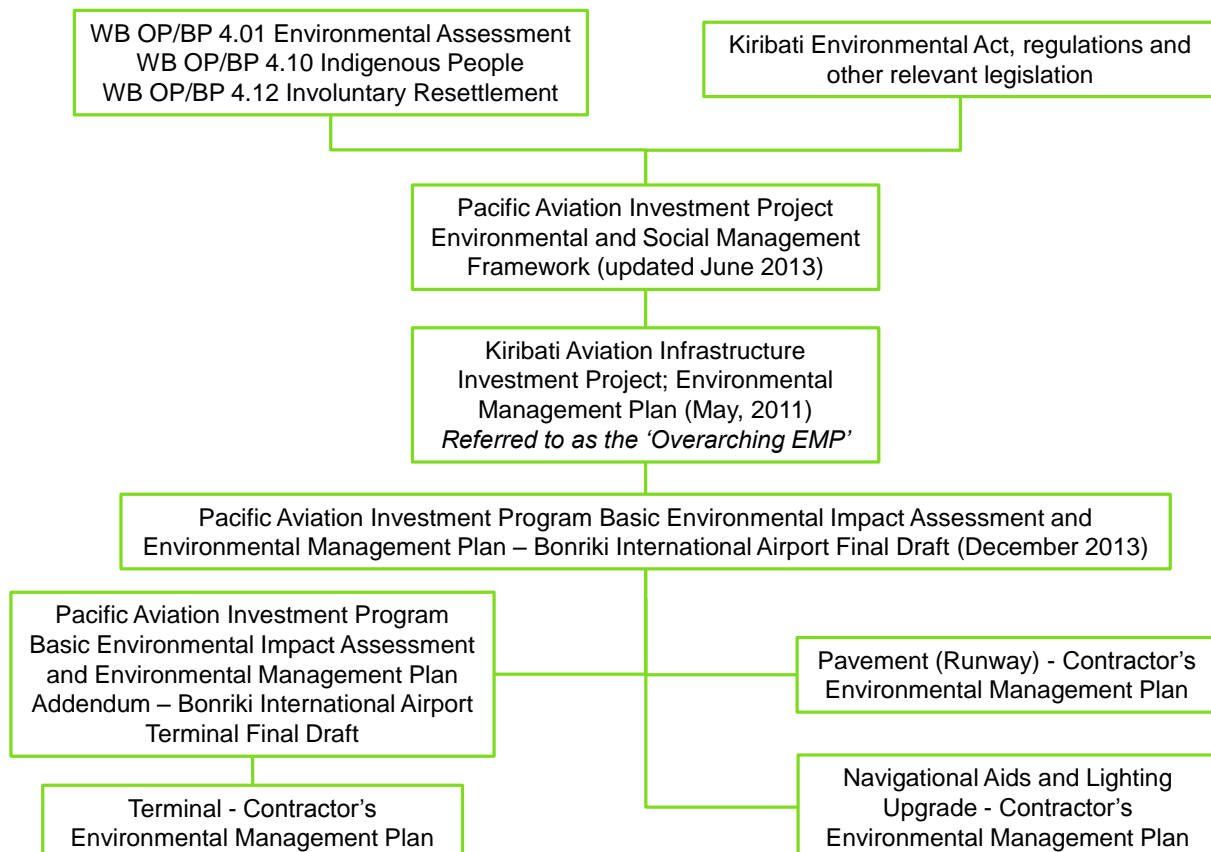 WB OP/BP 4.01 Environmental Assessment
WB OP/BP 4.10 Indigenous People
WB OP/BP 4.12 Involuntary Resettlement
Kiribati Environmental Act, regulations and
other relevant legislation
Pacific Aviation Investment Project
Environmental and Social Management
Framework (updated June 2013)
Kiribati Aviation Infrastructure
Investment Project; Environmental
Management Plan (May, 2011)
Referred to as the ‘Overarching EMP’
Pacific Aviation Investment Program Basic Environmental Impact Assessment and
Environmental Management Plan – Bonriki International Airport Final Draft (December 2013)
Pacific Aviation Investment Program
Basic Environmental Impact Assessment
and Environmental Management Plan
Addendum – Bonriki International Airport
Terminal Final Draft
Pavement (Runway) - Contractor’s
Environmental Management Plan
Terminal - Contractor’s
Environmental Management Plan
Navigational Aids and Lighting
Upgrade - Contractor’s
Environmental Management Plan